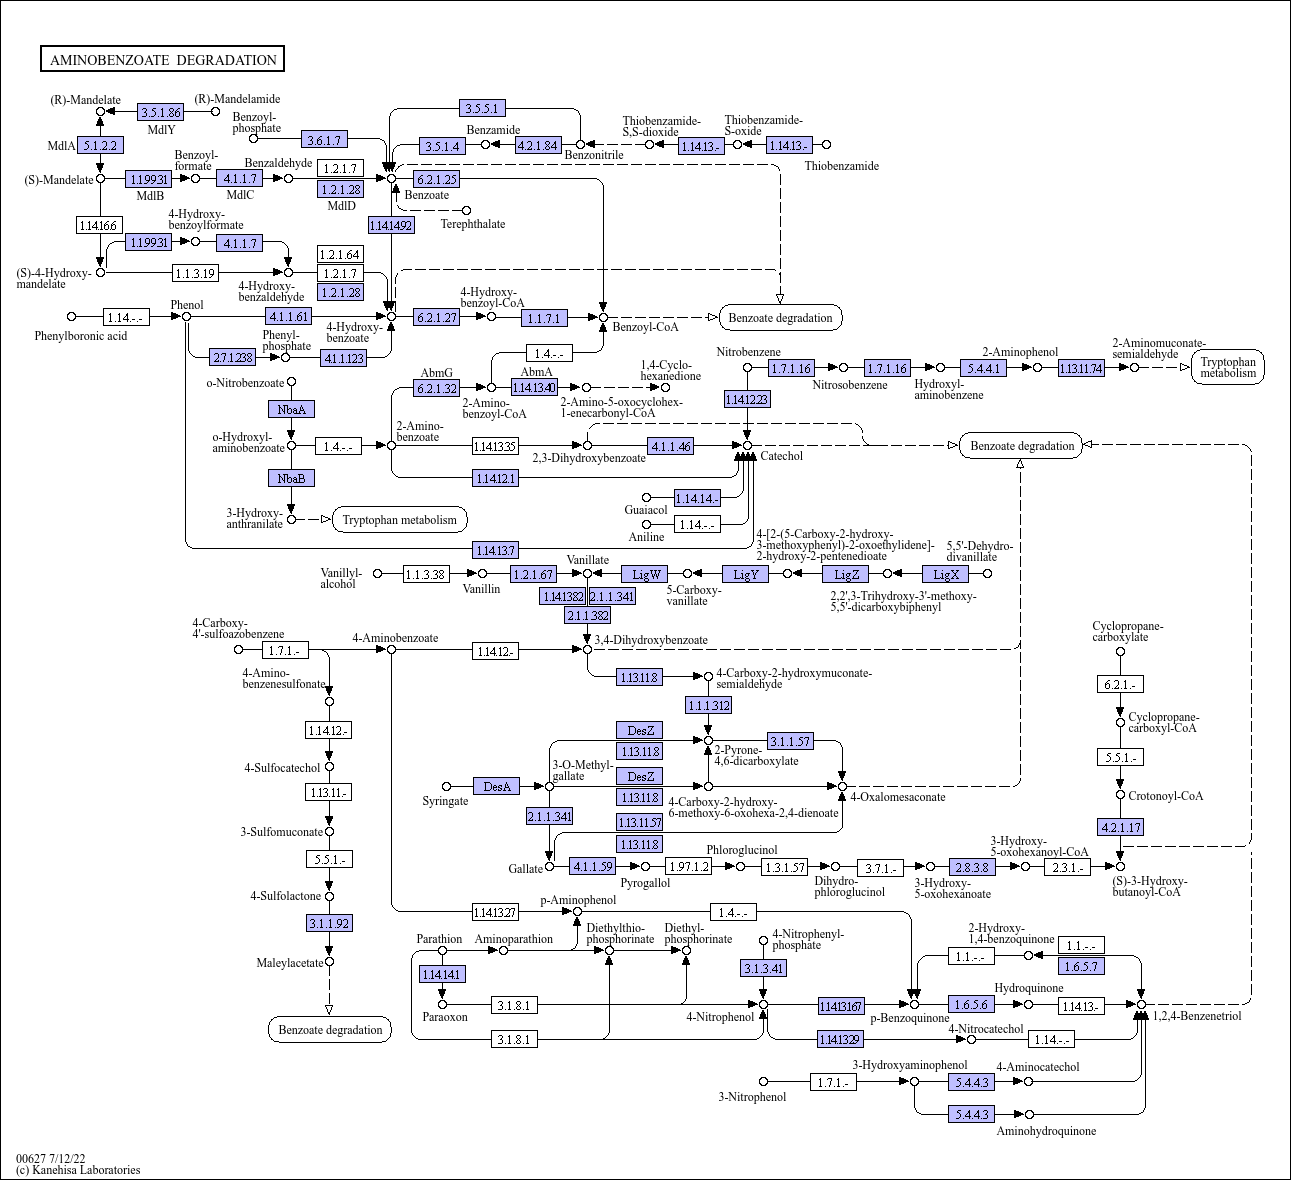 AMINOBENZOATE DEGRADATION
(R)-Mandelate
3.5.1.86
MdlY
(R)-Mandelamide
MdlA
5.1.2.2
Benzoyl-
phosphate
3.6.1.7
3.5.5.1
3.5.1.4
Benzamide
4.2.1.84
Benzonitrile
Thiobenzamide-
S,S-dioxide
1.14.13.-
Thiobenzamide-
S-oxide
1.14.13.-
Thiobenzamide
(S)-Mandelate
1.1.99.31
MdlB
Benzoyl-
formate
4.1.1.7
MdlC
Benzaldehyde
1.2.1.7
1.2.1.28
MdlD
6.2.1.25
Benzoate
Terephthalate
1.14.14.92
1.14.16.6
4-Hydroxy-
benzoylformate
1.1.99.31
4.1.1.7
(S)-4-Hydroxy-
mandelate
1.1.3.19
4-Hydroxy-
benzaldehyde
1.2.1.64
1.2.1.7
1.2.1.28
Phenylboronic acid
1.14.-.-
Phenol
4.1.1.61
4-Hydroxy-
benzoate
6.2.1.27
4-Hydroxy-
benzoyl-CoA
1.1.7.1
Benzoyl-CoA
Benzoate degradation
2.7.1.238
Phenyl-
phosphate
4.1.1.123
1.4.-.-
o-Nitrobenzoate
NbaA
AbmG
6.2.1.32
2-Amino-
benzoyl-CoA
AbmA
1.14.13.40
2-Amino-5-oxocyclohex-
1-enecarbonyl-CoA
1,4-Cyclo-
hexanedione
Nitrobenzene
1.7.1.16
Nitrosobenzene
1.7.1.16
Hydroxyl-
aminobenzene
5.4.4.1
2-Aminophenol
1.13.11.74
2-Aminomuconate-
semialdehyde
Tryptophan
metabolism
1.14.12.23
o-Hydroxyl-
aminobenzoate
1.4.-.-
2-Amino-
benzoate
1.14.13.35
2,3-Dihydroxybenzoate
4.1.1.46
Catechol
Benzoate degradation
NbaB
1.14.12.1
3-Hydroxy-
anthranilate
Tryptophan metabolism
Guaiacol
1.14.14.-
Aniline
1.14.-.-
1.14.13.7
Vanillyl-
alcohol
1.1.3.38
Vanillin
1.2.1.67
Vanillate
LigW
5-Carboxy-
vanillate
LigY
4-[2-(5-Carboxy-2-hydroxy-
3-methoxyphenyl)-2-oxoethylidene]-
2-hydroxy-2-pentenedioate
LigZ
2,2',3-Trihydroxy-3'-methoxy-
5,5'-dicarboxybiphenyl
LigX
5,5'-Dehydro-
divanillate
1.14.13.82
2.1.1.341
2.1.1.382
4-Carboxy-
4'-sulfoazobenzene
1.7.1.-
4-Aminobenzoate
1.14.12.-
3,4-Dihydroxybenzoate
4-Amino-
benzenesulfonate
1.13.11.8
4-Carboxy-2-hydroxymuconate-
semialdehyde
1.1.1.312
Cyclopropane-
carboxylate
6.2.1.-
Cyclopropane-
carboxyl-CoA
5.5.1.-
Crotonoyl-CoA
4.2.1.17
1.14.12.-
4-Sulfocatechol
1.13.11.-
3-Sulfomuconate
5.5.1.-
4-Sulfolactone
3.1.1.92
Maleylacetate
Benzoate degradation
DesZ
1.13.11.8
2-Pyrone-
4,6-dicarboxylate
3.1.1.57
Syringate
DesA
3-O-Methyl-
gallate
DesZ
1.13.11.8
4-Carboxy-2-hydroxy-
6-methoxy-6-oxohexa-2,4-dienoate
4-Oxalomesaconate
2.1.1.341
1.13.11.57
1.13.11.8
Gallate
4.1.1.59
Pyrogallol
1.97.1.2
Phloroglucinol
1.3.1.57
Dihydro-
phloroglucinol
3.7.1.-
3-Hydroxy-
5-oxohexanoate
2.8.3.8
3-Hydroxy-
5-oxohexanoyl-CoA
2.3.1.-
(S)-3-Hydroxy-
butanoyl-CoA
1.14.13.27
p-Aminophenol
1.4.-.-
Parathion
Aminoparathion
Diethylthio-
phosphorinate
Diethyl-
phosphorinate
4-Nitrophenyl-
phosphate
3.1.3.41
2-Hydroxy-
1,4-benzoquinone
1.1.-.-
1.1.-.-
1.6.5.7
1.14.14.1
Paraoxon
3.1.8.1
4-Nitrophenol
1.14.13.167
p-Benzoquinone
1.6.5.6
Hydroquinone
1.14.13.-
1,2,4-Benzenetriol
3.1.8.1
1.14.13.29
4-Nitrocatechol
1.14.-.-
3-Nitrophenol
1.7.1.-
3-Hydroxyaminophenol
5.4.4.3
4-Aminocatechol
5.4.4.3
Aminohydroquinone
00627 7/12/22
(c) Kanehisa Laboratories